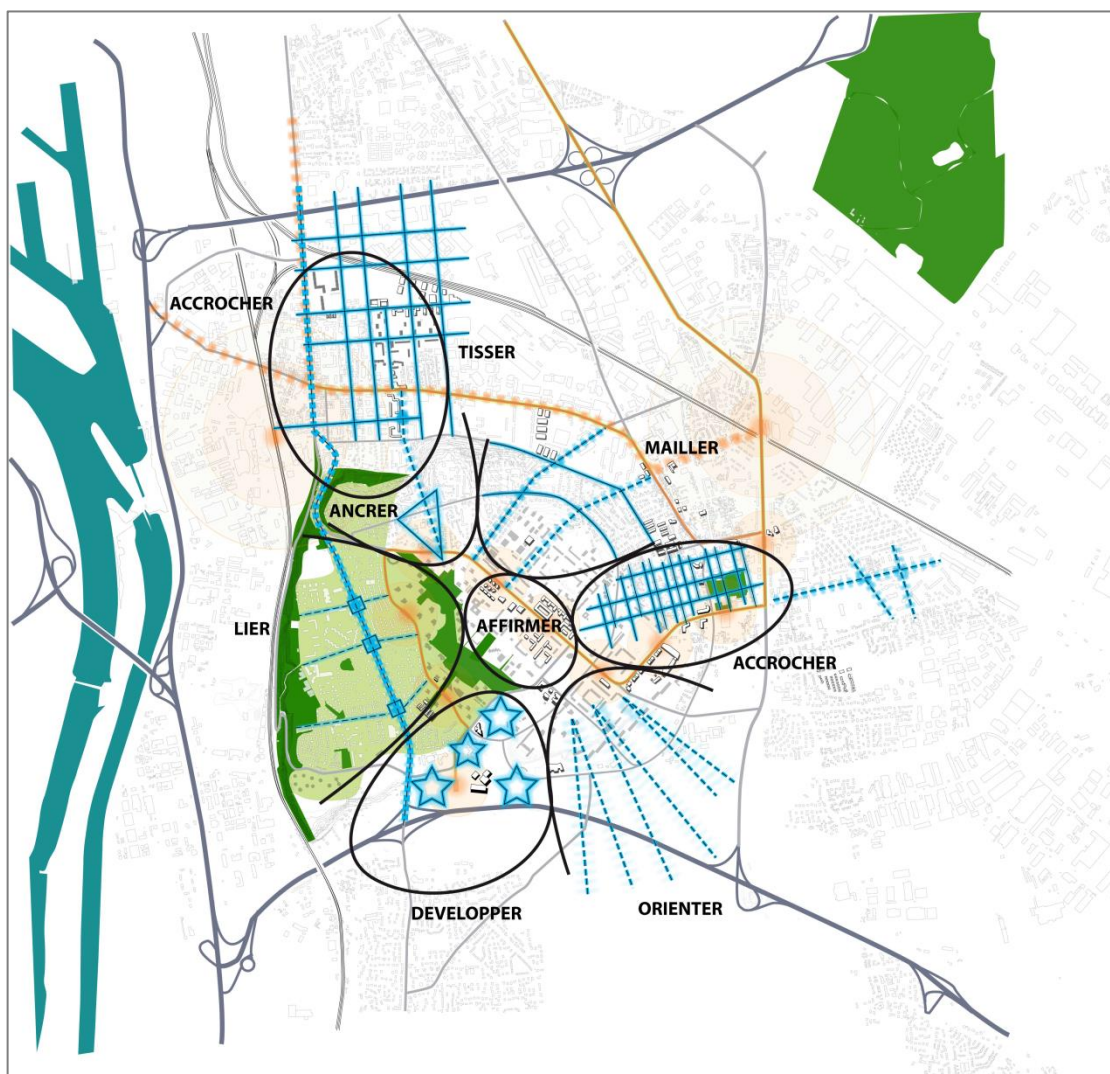 ACCROCHER
TISSER
MAILLER
ANCRER
LIER
AFFIRMER
ACCROCHER
DEVELOPPER
ORIENTER